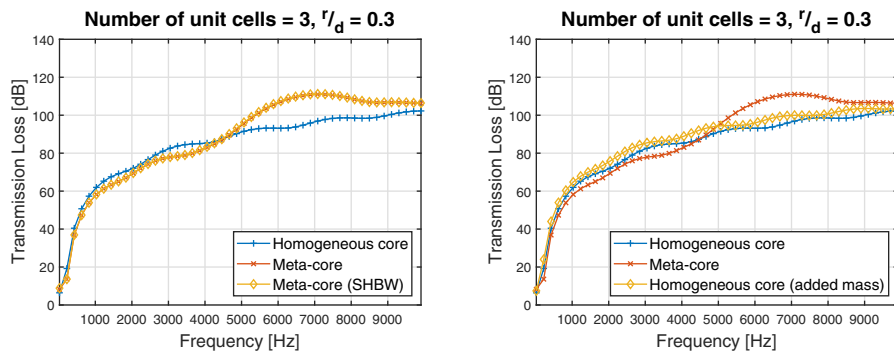 Number of unit cells = 3, r/d = 0.3
140
120
100
80
60
40
20
0
Transmission Loss [dB]
Homogeneous core
Meta-core
Meta-core (SHBW)
1000 2000 3000 4000 5000 6000 7000 8000 9000
Frequency [Hz]
Number of unit cells = 3, r/d = 0.3
140
120
100
80
60
40
20
0
Transmission Loss [dB]
Homogeneous core
Meta-core
Homogeneous core (added mass)
1000 2000 3000 4000 5000 6000 7000 8000 9000
Frequency [Hz]